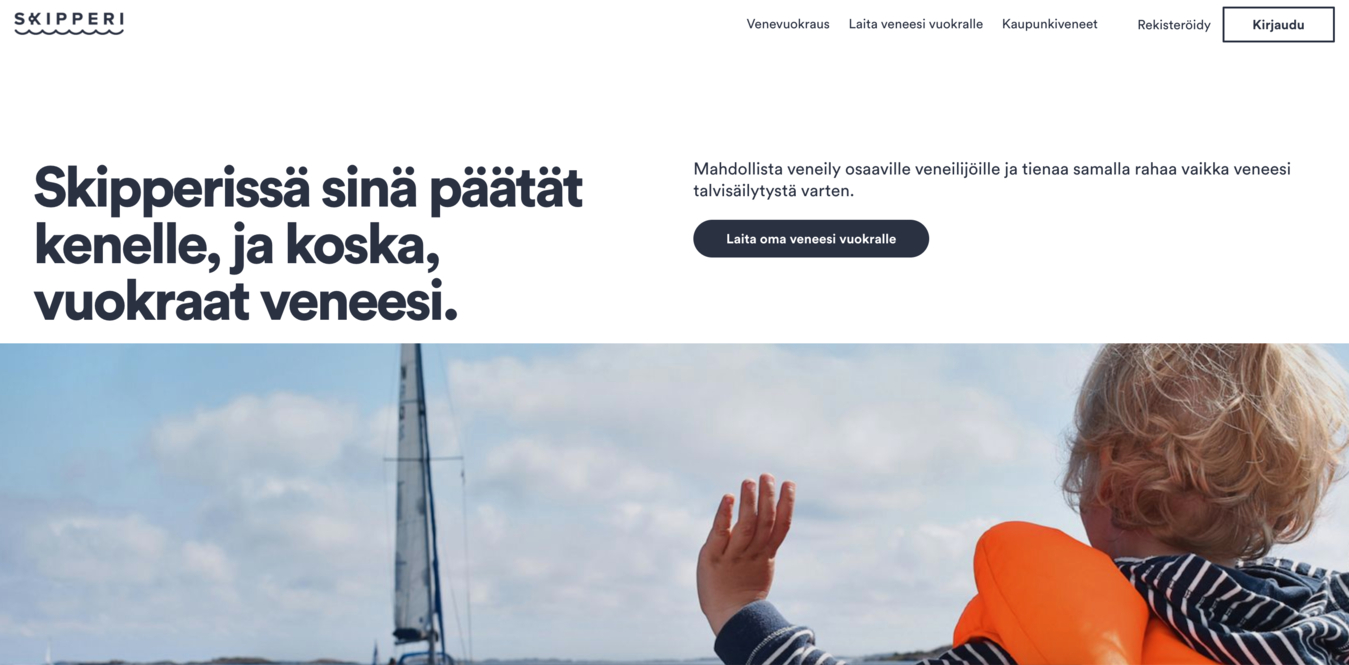 SKIPPERI
Venevuokraus
Laita veneesi vuokralle
Kaupunkiveneet
Rekisteröidy
Kirjaudu
Skipperissä sinä päätät
kenelle, ja koska,
vuokraat veneesi.
Mahdollista veneily osaaville veneilijöille ja tienaa samalla rahaa vaikka veneesi
talvisäilytystä varten.
Laita oma veneesi vuokralle